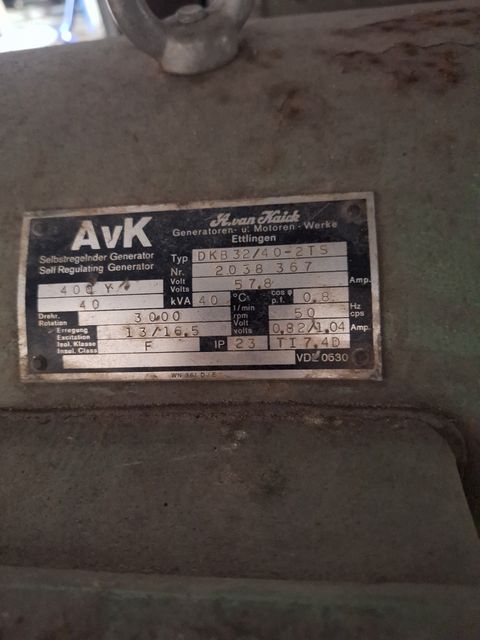 AvK
A. van Kaick
Generatoren- u. Motoren-Werke
Ettlingen
Selbstregelnder Generator
Self Regulating Generator
Typ DKB32/40-2TS
Nr. 2038 367
400 Y Volt Volts 57,8 Amp.
40 kVA 40 °C cos φ p.f. 0,8
Drehz. Rotation 3000 1/min rpm 50 Hz cps
Erregung Excitation 13/16,5 Volt volts 0,82/1,04 Amp.
Isol. Klasse Insul. Class F IP 23 TI 7,4D
VDE 0530